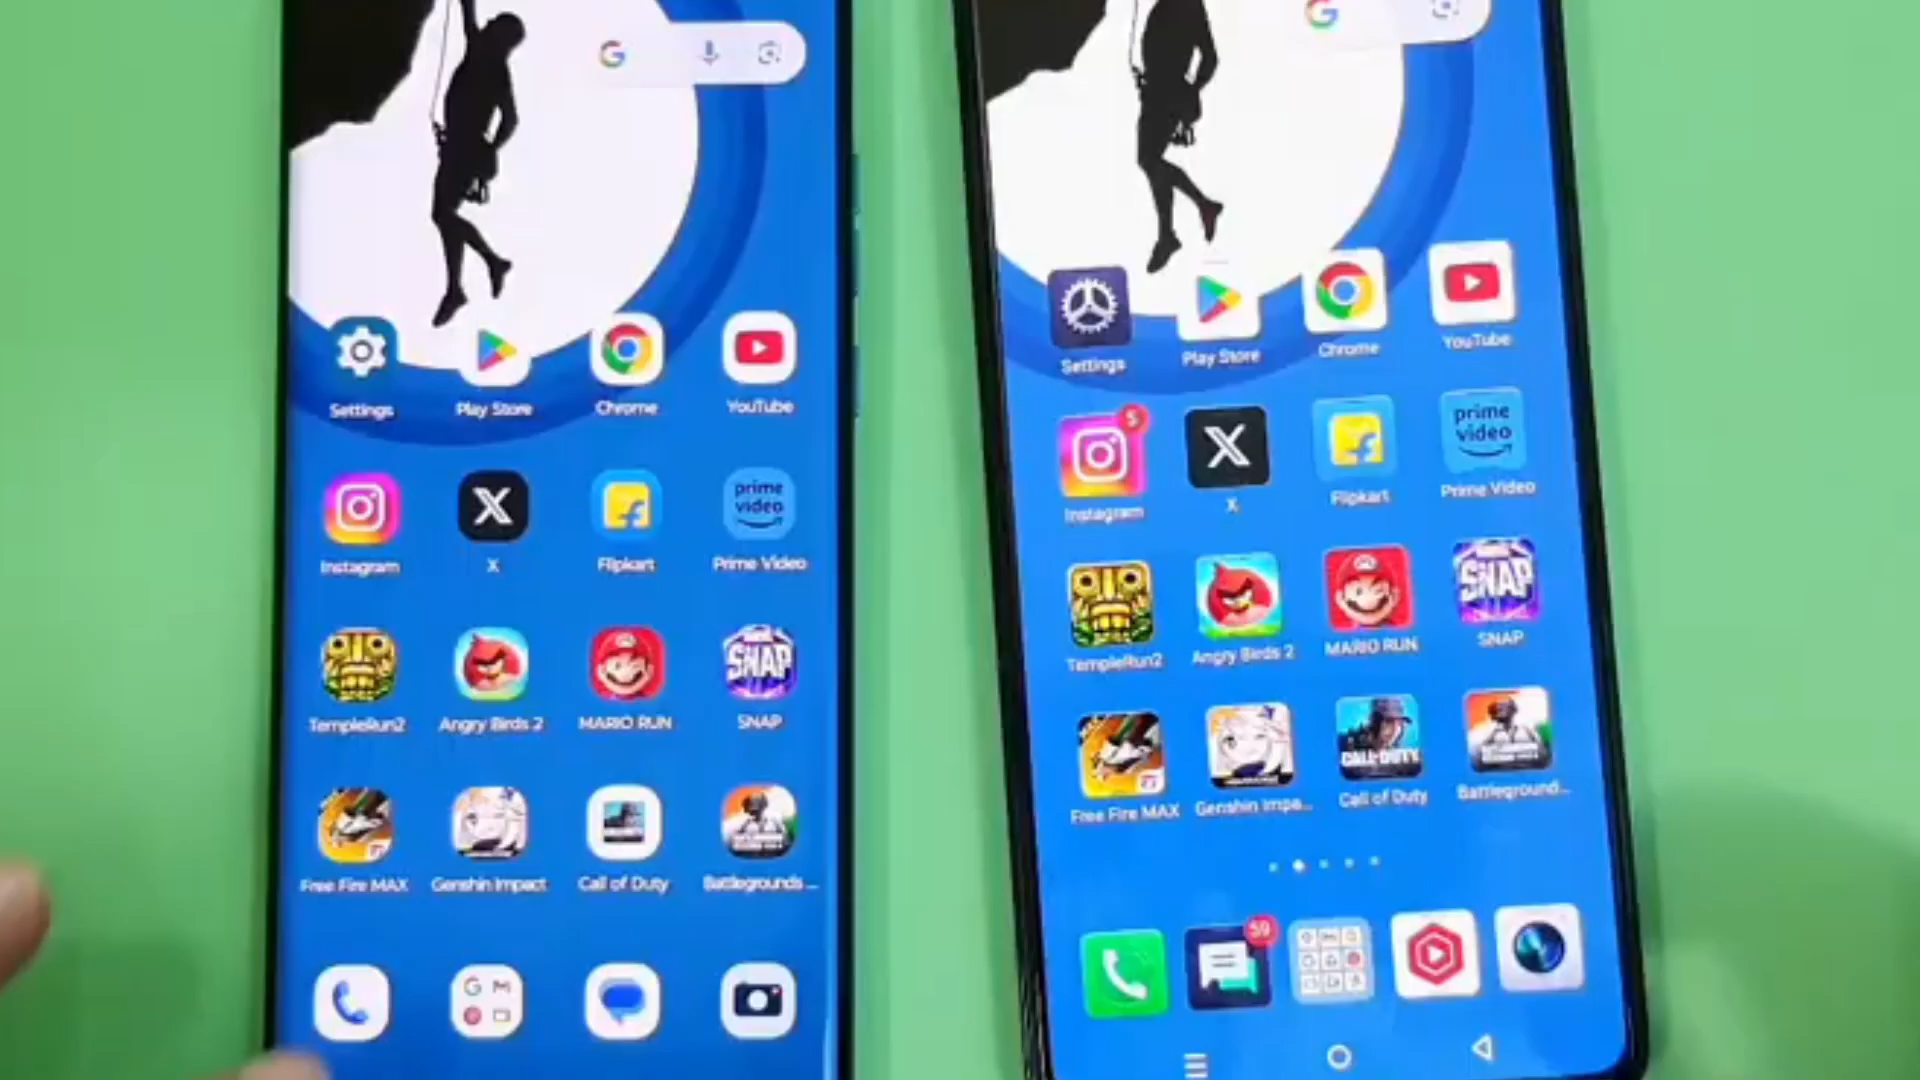 Settings Play Store Chrome YouTube
prime video
Instagram X Flipkart Prime Video
SNAP
TempleRun2 Angry Birds 2 MARIO RUN SNAP
Free Fire MAX Genshin Impact Call of Duty Battlegrounds ...
Settings Play Store Chrome YouTube
5
prime video
Instagram X Flipkart Prime Video
SNAP
TempleRun2 Angry Birds 2 MARIO RUN SNAP
CALL OF DUTY
Free Fire MAX Genshin Impa... Call of Duty Battleground...
59